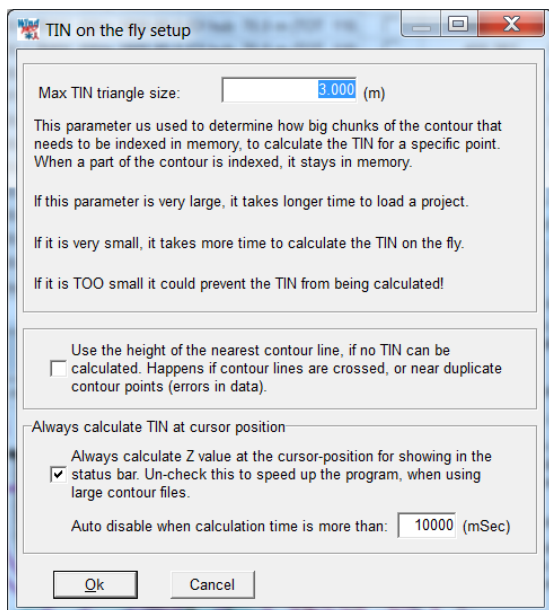 TIN on the fly setup
Max TIN triangle size: 3.000 (m)
This parameter us used to determine how big chunks of the contour that
needs to be indexed in memory, to calculate the TIN for a specific point.
When a part of the contour is indexed, it stays in memory.
If this parameter is very large, it takes longer time to load a project.
If it is very small, it takes more time to calculate the TIN on the fly.
If it is TOO small it could prevent the TIN from being calculated!
Use the height of the nearest contour line, if no TIN can be
calculated. Happens if contour lines are crossed, or near duplicate
contour points (errors in data).
Always calculate TIN at cursor position
Always calculate Z value at the cursor-position for showing in the
status bar. Un-check this to speed up the program, when using
large contour files.
Auto disable when calculation time is more than: 10000 (mSec)
Ok Cancel